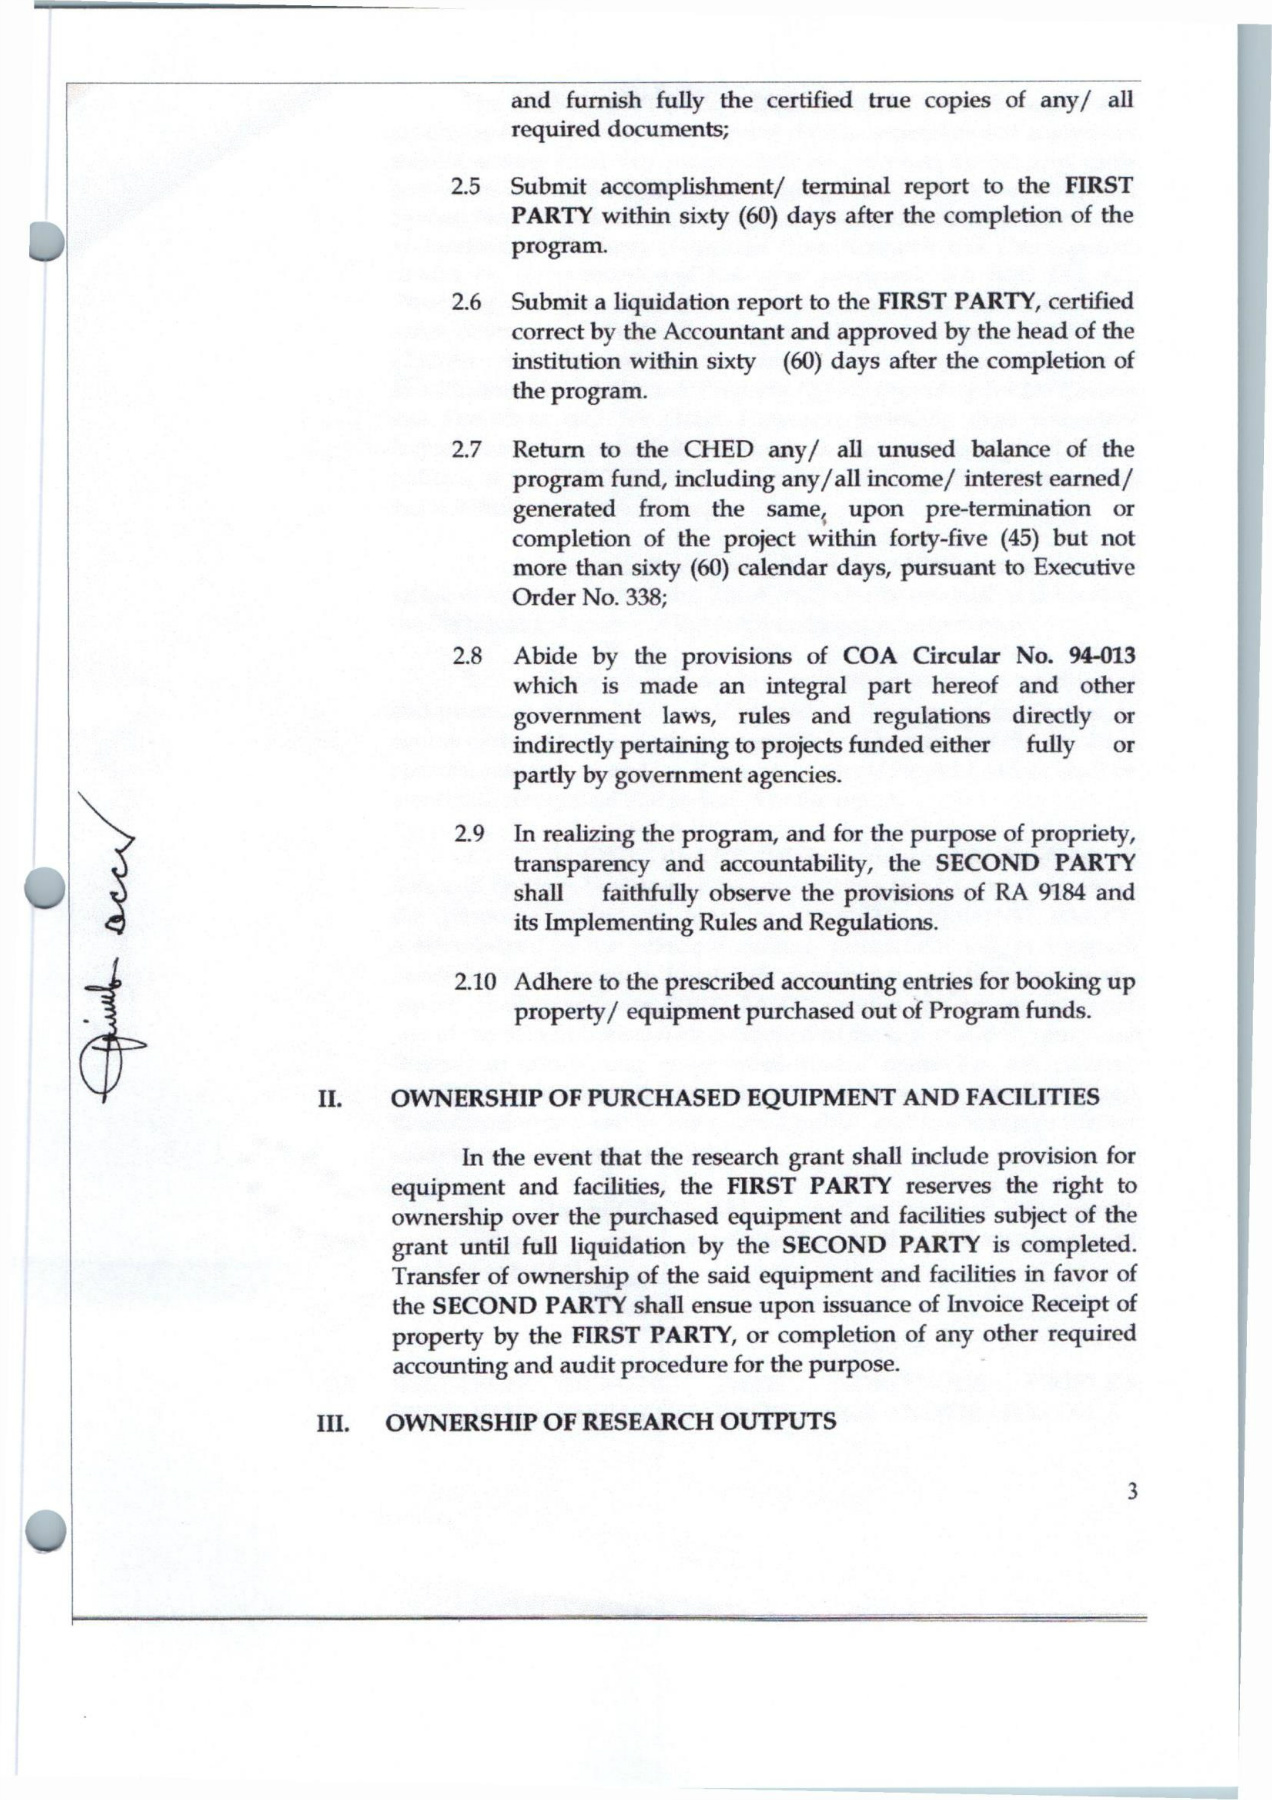 and furnish fully the certified true copies of any/ all
required documents;
2.5 Submit accomplishment/ terminal report to the FIRST
PARTY within sixty (60) days after the completion of the
program.
2.6 Submit a liquidation report to the FIRST PARTY, certified
correct by the Accountant and approved by the head of the
institution within sixty (60) days after the completion of
the program.
2.7 Return to the CHED any/ all unused balance of the
program fund, including any/all income/ interest earned/
generated from the same, upon pre-termination or
completion of the project within forty-five (45) but not
more than sixty (60) calendar days, pursuant to Executive
Order No. 338;
2.8 Abide by the provisions of COA Circular No. 94-013
which is made an integral part hereof and other
government laws, rules and regulations directly or
indirectly pertaining to projects funded either fully or
partly by government agencies.
2.9 In realizing the program, and for the purpose of propriety,
transparency and accountability, the SECOND PARTY
shall faithfully observe the provisions of RA 9184 and
its Implementing Rules and Regulations.
2.10 Adhere to the prescribed accounting entries for booking up
property/ equipment purchased out of Program funds.
II. OWNERSHIP OF PURCHASED EQUIPMENT AND FACILITIES
In the event that the research grant shall include provision for
equipment and facilities, the FIRST PARTY reserves the right to
ownership over the purchased equipment and facilities subject of the
grant until full liquidation by the SECOND PARTY is completed.
Transfer of ownership of the said equipment and facilities in favor of
the SECOND PARTY shall ensue upon issuance of Invoice Receipt of
property by the FIRST PARTY, or completion of any other required
accounting and audit procedure for the purpose.
III. OWNERSHIP OF RESEARCH OUTPUTS
3